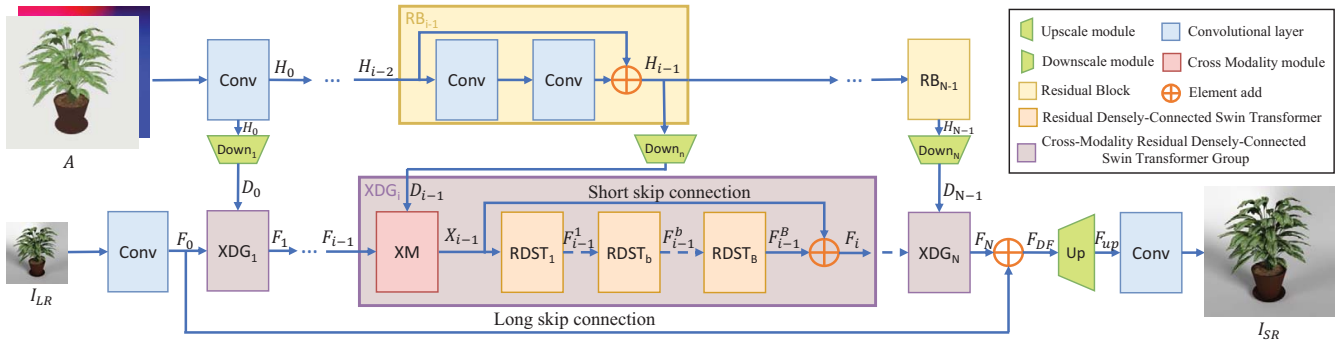 RB_{i-1}
A
Conv
H_0
...
H_{i-2}
Conv
Conv
H_{i-1}
...
RB_{N-1}
H_0
Down_1
D_0
Down_n
D_{i-1}
H_{N-1}
Down_N
D_{N-1}
I_{LR}
Conv
F_0
XDG_1
F_1
...
F_{i-1}
XDG_i
Short skip connection
XM
X_{i-1}
RDST_1
F_{i-1}^1
RDST_b
F_{i-1}^b
RDST_B
F_{i-1}^B
F_i
XDG_N
F_N
F_{DF}
Up
F_{up}
Conv
I_{SR}
Long skip connection
Upscale module
Convolutional layer
Downscale module
Cross Modality module
Residual Block
Element add
Residual Densely-Connected Swin Transformer
Cross-Modality Residual Densely-Connected
Swin Transformer Group